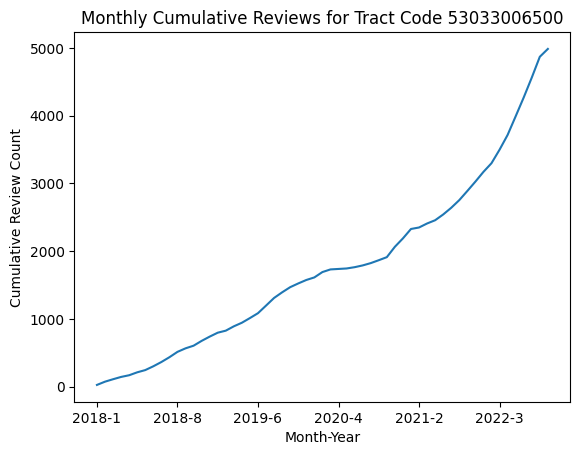 Monthly Cumulative Reviews for Tract Code 53033006500
Cumulative Review Count
5000
4000
3000
2000
1000
0
2018-1 2018-8 2019-6 2020-4 2021-2 2022-3
Month-Year